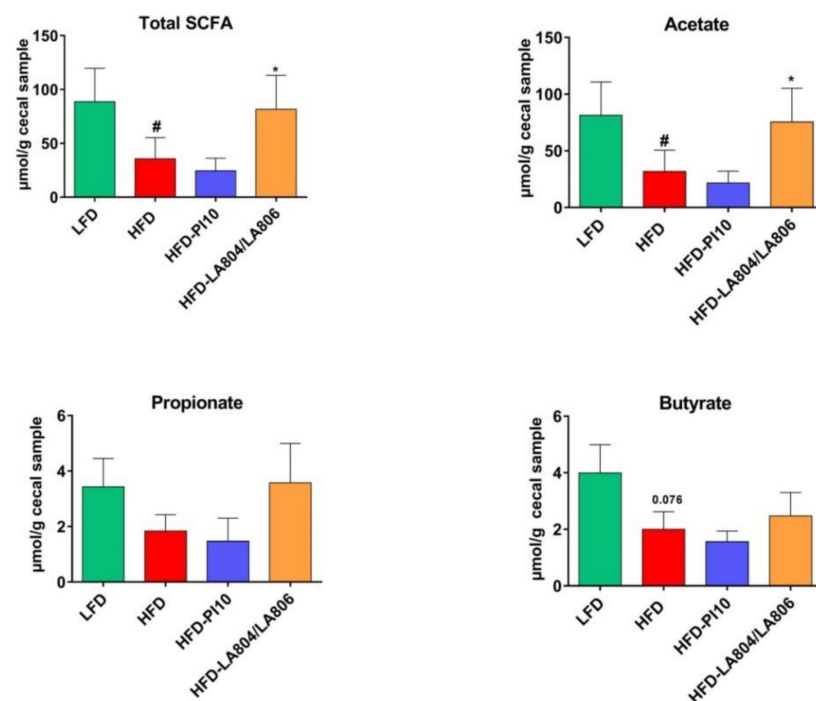 Total SCFA
µmol/g cecal sample
150
100
50
0
#
*
LFD
HFD
HFD-PI10
HFD-LA804/LA806
Acetate
µmol/g cecal sample
150
100
50
0
#
*
LFD
HFD
HFD-PI10
HFD-LA804/LA806
Propionate
µmol/g cecal sample
6
4
2
0
LFD
HFD
HFD-PI10
HFD-LA804/LA806
Butyrate
µmol/g cecal sample
6
4
2
0
0.076
LFD
HFD
HFD-PI10
HFD-LA804/LA806